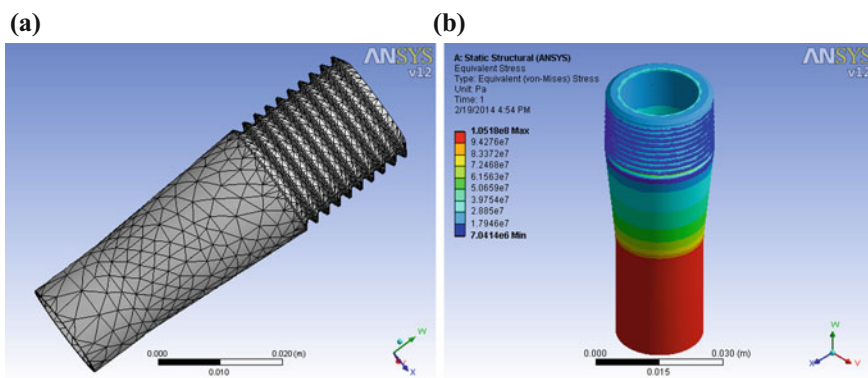 (a)
(b)
ANSYS
v12
0.000
0.020 (m)
0.010
A: Static Structural (ANSYS)
Equivalent Stress
Type: Equivalent (von-Mises) Stress
Unit: Pa
Time: 1
2/19/2014 4:54 PM
1.0518e8 Max
9.4276e7
8.3372e7
7.2468e7
6.1563e7
5.0659e7
3.9754e7
2.885e7
1.7946e7
7.0414e6 Min
ANSYS
v12
0.000
0.030 (m)
0.015